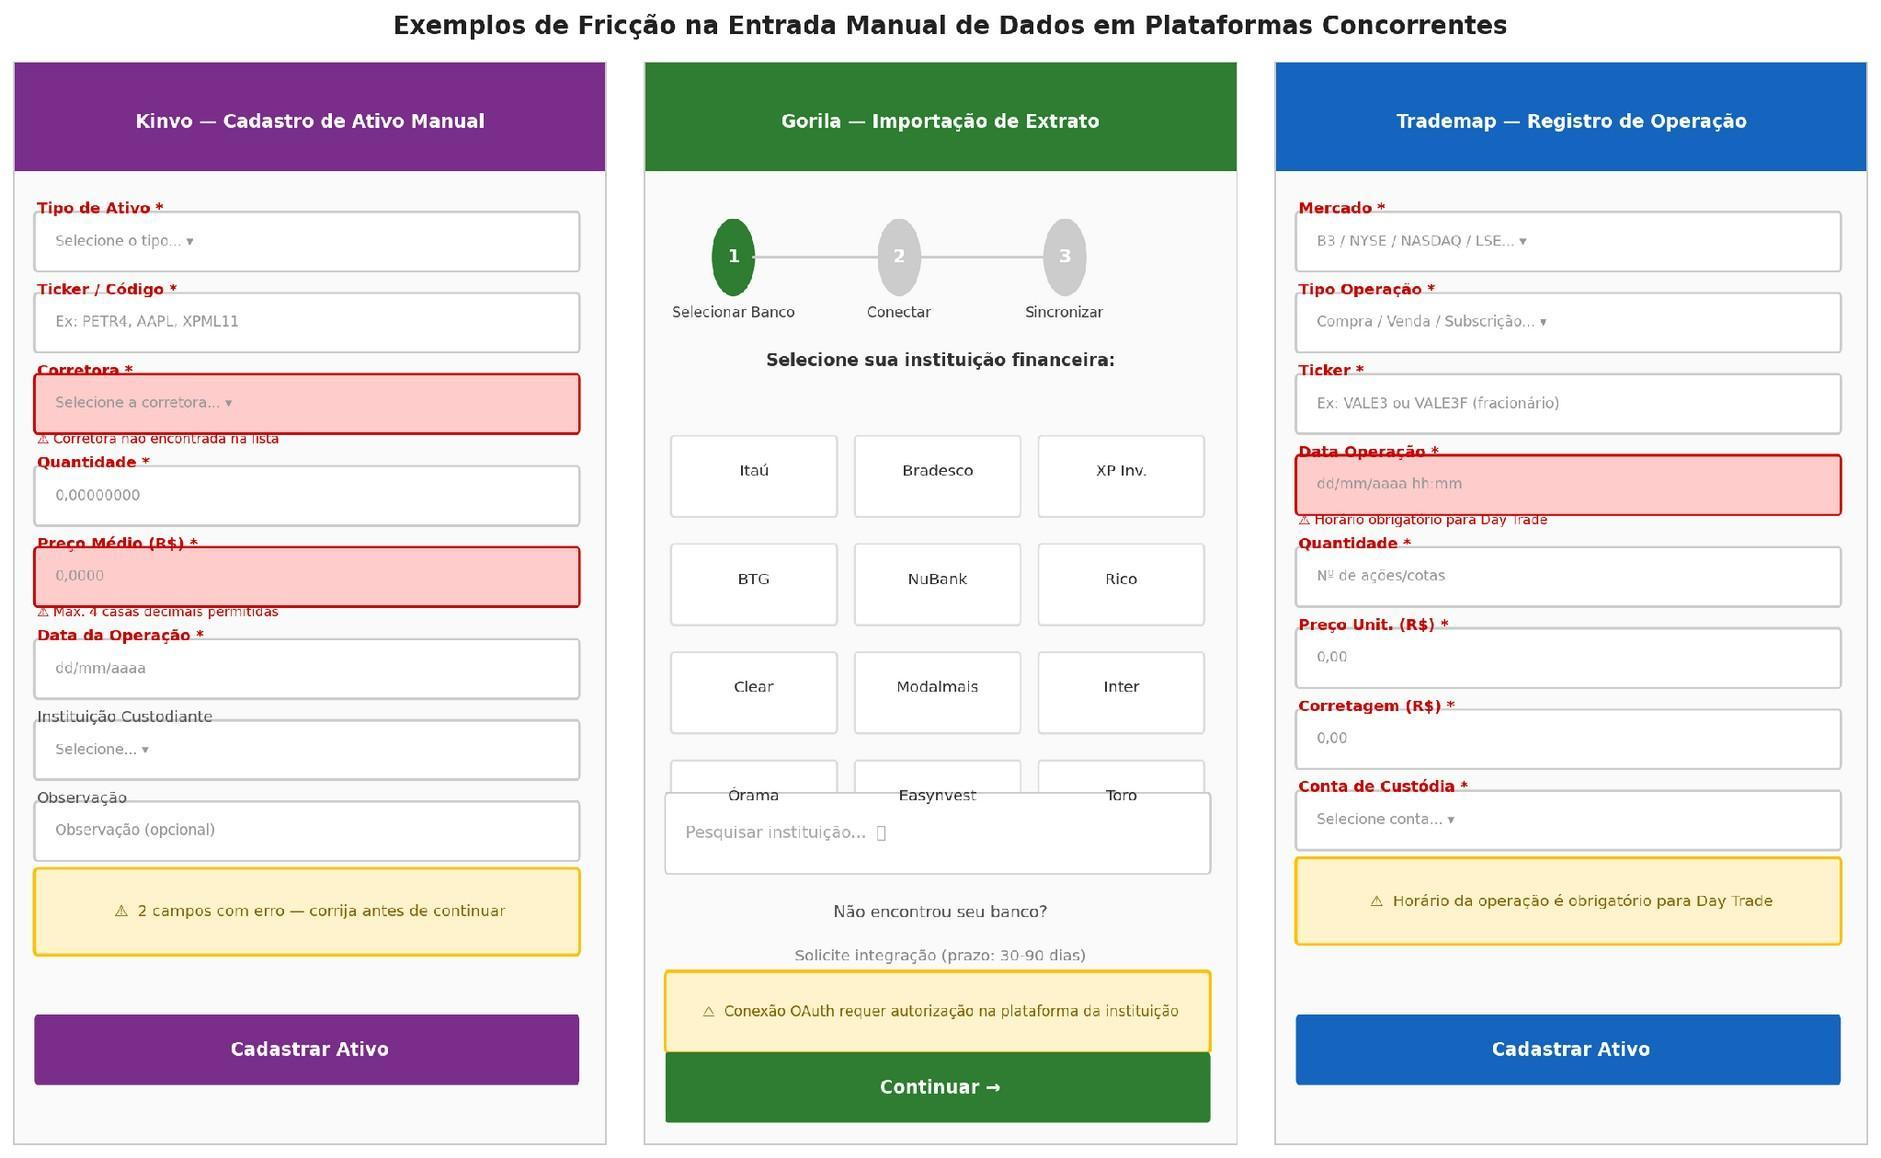 Exemplos de Fricção na Entrada Manual de Dados em Plataformas Concorrentes
Kinvo — Cadastro de Ativo Manual
Tipo de Ativo *
Selecione o tipo... ▾
Ticker / Código *
Ex: PETR4, AAPL, XPML11
Corretora *
Selecione a corretora... ▾
⚠ Corretora não encontrada na lista
Quantidade *
0,00000000
Preço Médio (R$) *
0,0000
⚠ Máx. 4 casas decimais permitidas
Data da Operação *
dd/mm/aaaa
Instituição Custodiante
Selecione... ▾
Observação
Observação (opcional)
⚠ 2 campos com erro — corrija antes de continuar
Cadastrar Ativo
Gorila — Importação de Extrato
1 2 3
Selecionar Banco Conectar Sincronizar
Selecione sua instituição financeira:
Itaú Bradesco XP Inv.
BTG NuBank Rico
Clear Modalmais Inter
Órama Easynvest Toro
Pesquisar instituição...
Não encontrou seu banco?
Solicite integração (prazo: 30-90 dias)
⚠ Conexão OAuth requer autorização na plataforma da instituição
Continuar →
Trademap — Registro de Operação
Mercado *
B3 / NYSE / NASDAQ / LSE... ▾
Tipo Operação *
Compra / Venda / Subscrição... ▾
Ticker *
Ex: VALE3 ou VALE3F (fracionário)
Data Operação *
dd/mm/aaaa hh:mm
⚠ Horário obrigatório para Day Trade
Quantidade *
Nº de ações/cotas
Preço Unit. (R$) *
0,00
Corretagem (R$) *
0,00
Conta de Custódia *
Selecione conta... ▾
⚠ Horário da operação é obrigatório para Day Trade
Cadastrar Ativo